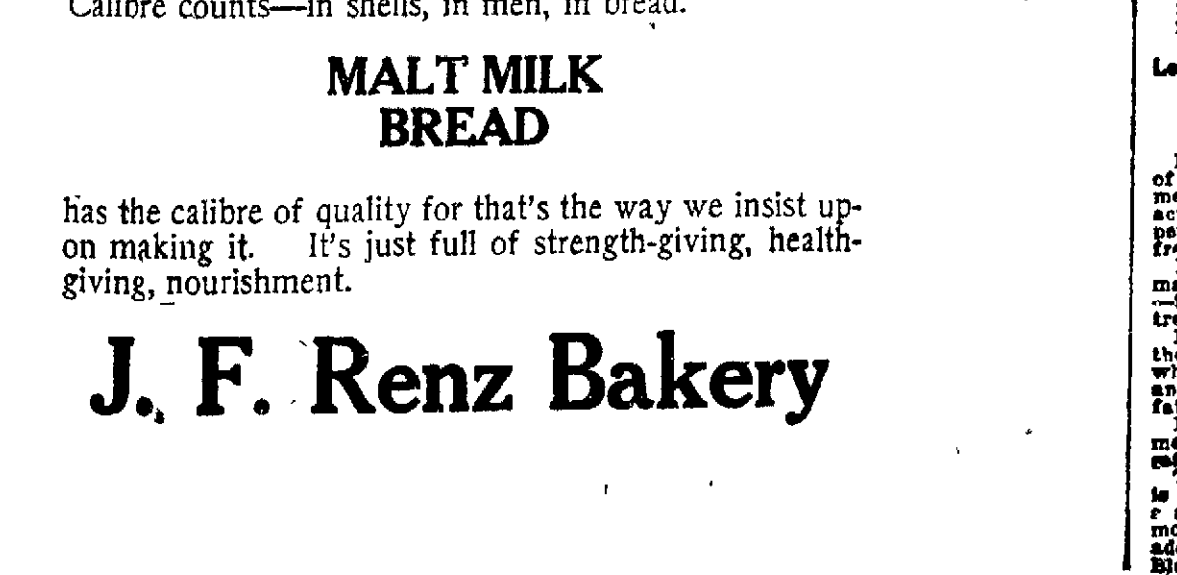 Calibre counts—in shells, in men, in bread.
MALT MILK
BREAD
has the calibre of quality for that's the way we insist up-
on making it. It's just full of strength-giving, health-
giving, nourishment.
J. F. Renz Bakery
of